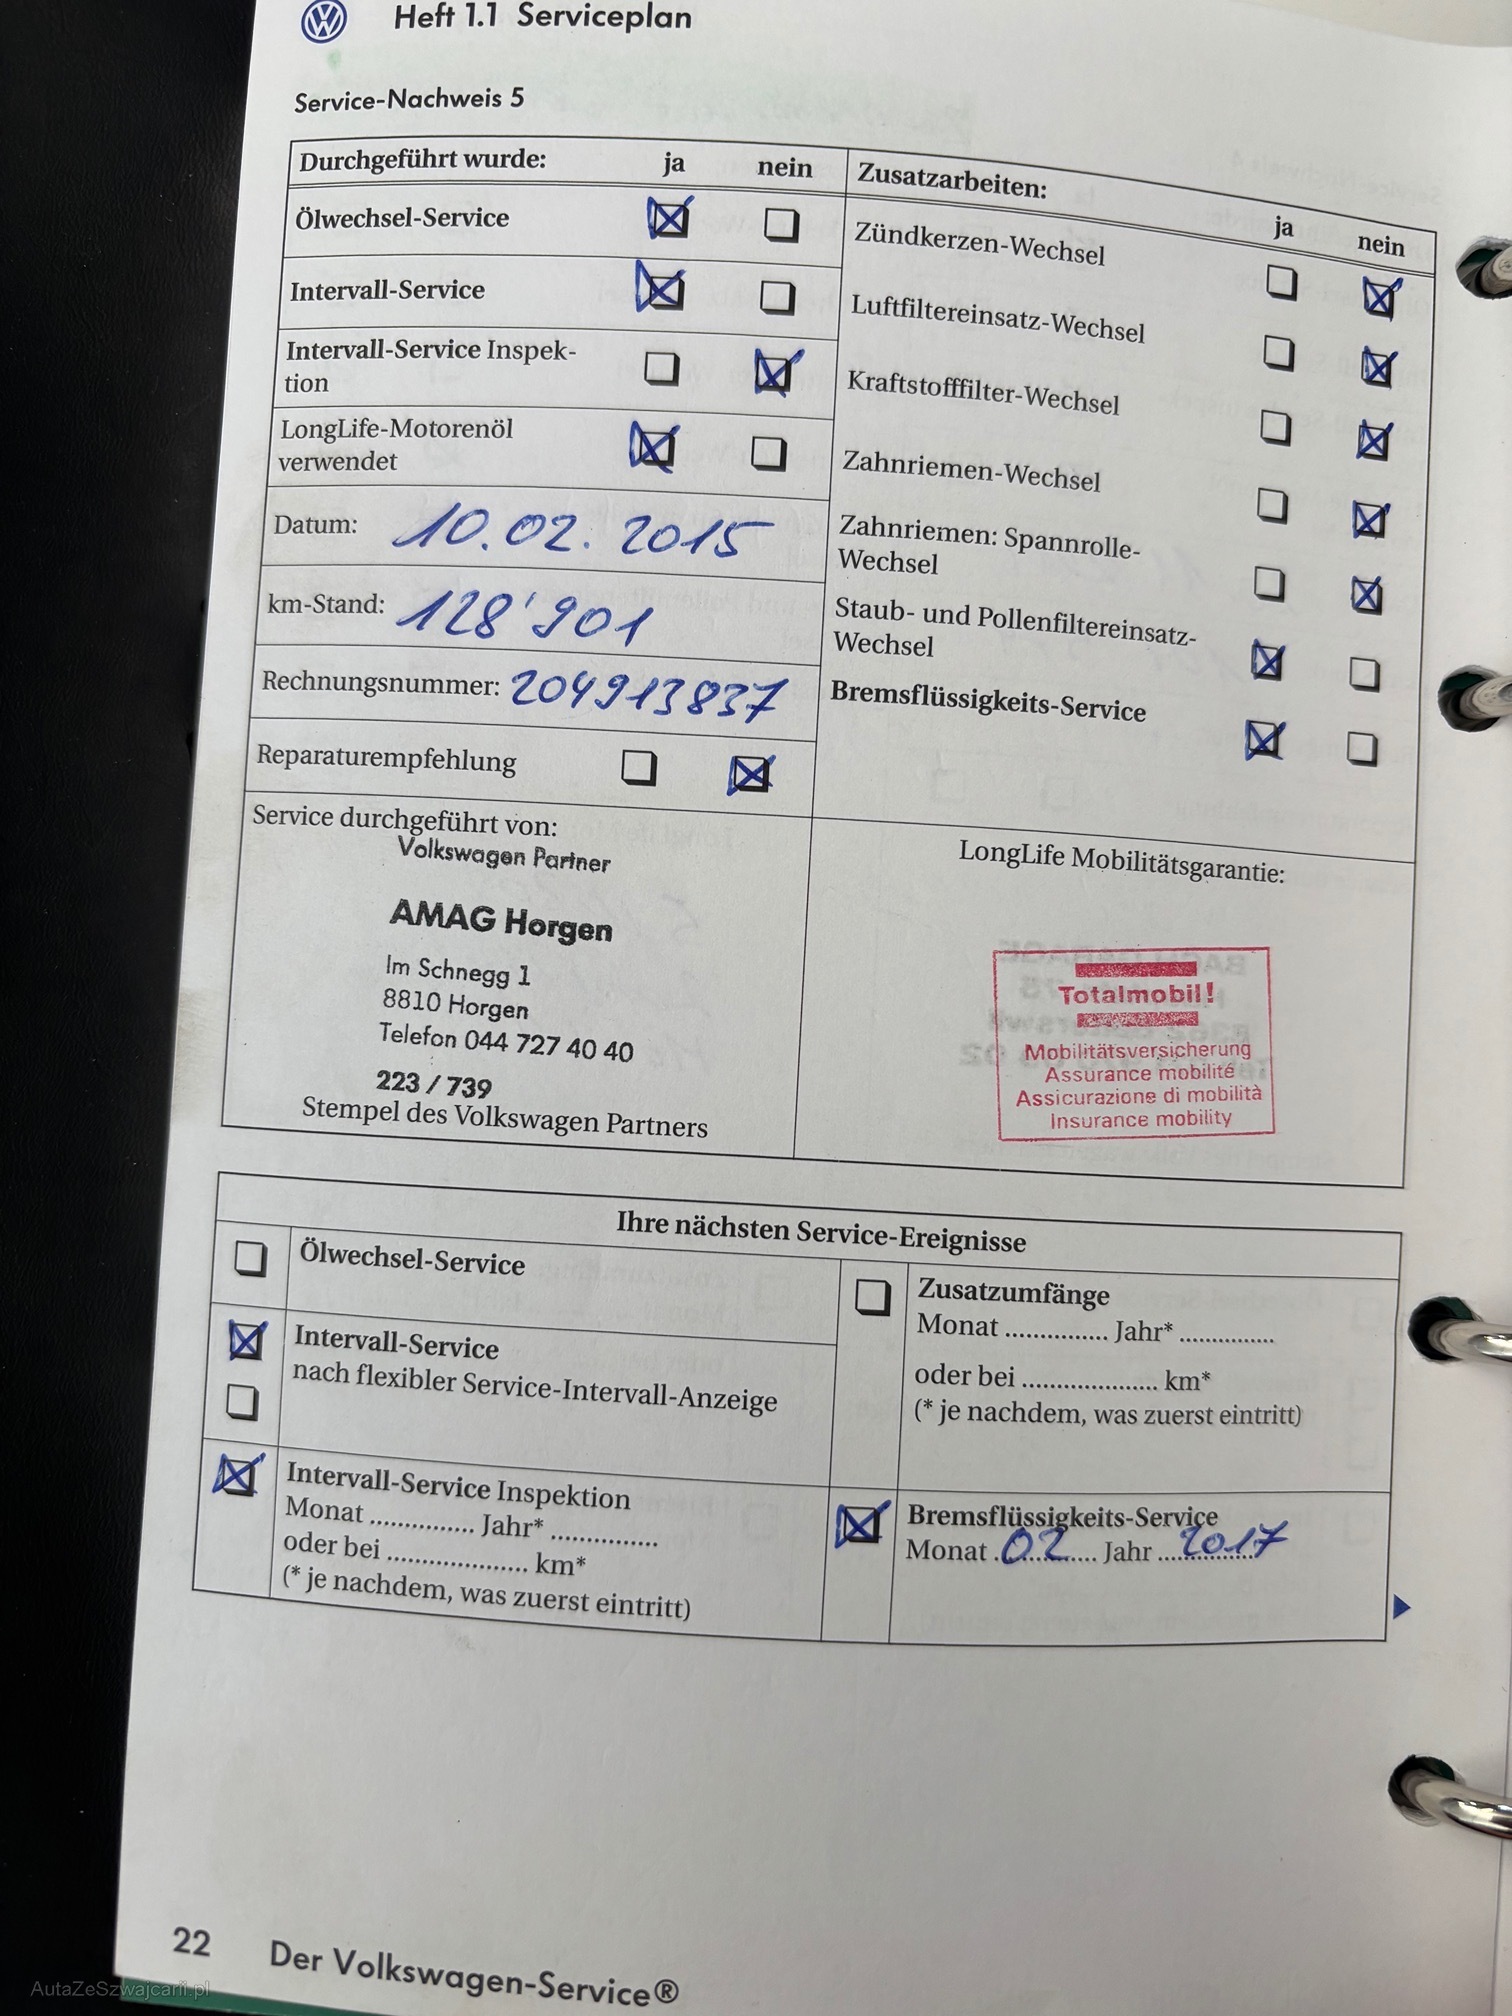 Heft 1.1 Serviceplan
Service-Nachweis 5
Durchgeführt wurde: ja nein
Ölwechsel-Service
Intervall-Service
Intervall-Service Inspek-
tion
LongLife-Motorenöl
verwendet
Datum: 10.02.2015
km-Stand: 128'901
Rechnungsnummer: 204913837
Reparaturempfehlung
Zusatzarbeiten:
ja nein
Zündkerzen-Wechsel
Luftfiltereinsatz-Wechsel
Kraftstofffilter-Wechsel
Zahnriemen-Wechsel
Zahnriemen: Spannrolle-
Wechsel
Staub- und Pollenfiltereinsatz-
Wechsel
Bremsflüssigkeits-Service
Service durchgeführt von:
Volkswagen Partner
AMAG Horgen
Im Schnegg 1
8810 Horgen
Telefon 044 727 40 40
223 / 739
Stempel des Volkswagen Partners
LongLife Mobilitätsgarantie:
Totalmobil!
Mobilitätsversicherung
Assurance mobilité
Assicurazione di mobilità
Insurance mobility
Ihre nächsten Service-Ereignisse
Ölwechsel-Service
Intervall-Service
nach flexibler Service-Intervall-Anzeige
Intervall-Service Inspektion
Monat ............... Jahr* ...............
oder bei .................... km*
(* je nachdem, was zuerst eintritt)
Zusatzumfänge
Monat ............... Jahr* ..............
oder bei .................... km*
(* je nachdem, was zuerst eintritt)
Bremsflüssigkeits-Service
Monat 02 Jahr 2017
22 Der Volkswagen-Service®
AutaZeSzwajcarii.pl